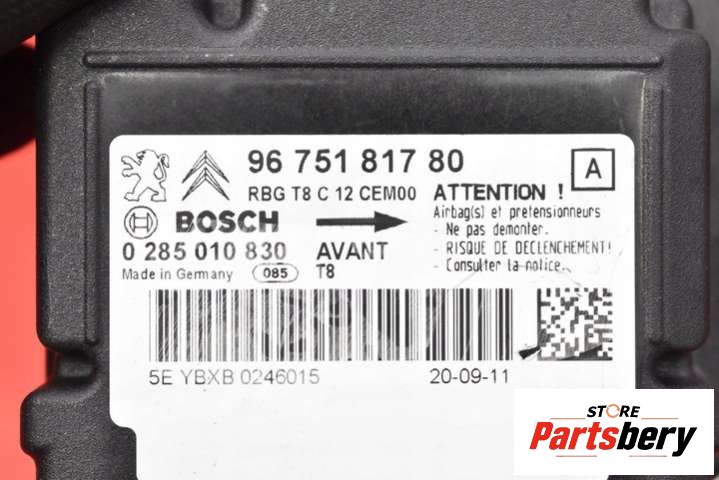 96 751 817 80
A
RBG T8 C 12 CEM00
ATTENTION !
Airbag(s) et pretensionneurs
- Ne pas demonter.
- RISQUE DE DECLENCHEMENT!
- Consulter la notice.
BOSCH
0 285 010 830
AVANT
Made in Germany
085
T8
5E YBXB 0246015
20-09-11
STORE
Partsbery